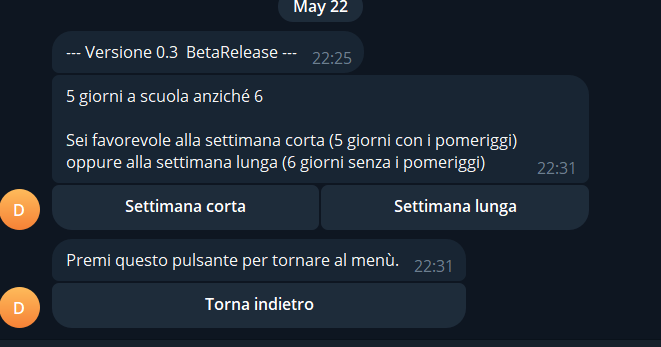 May 22
--- Versione 0.3 BetaRelease --- 22:25
5 giorni a scuola anziché 6
Sei favorevole alla settimana corta (5 giorni con i pomeriggi)
oppure alla settimana lunga (6 giorni senza i pomeriggi) 22:31
D
Settimana corta Settimana lunga
Premi questo pulsante per tornare al menù. 22:31
D
Torna indietro